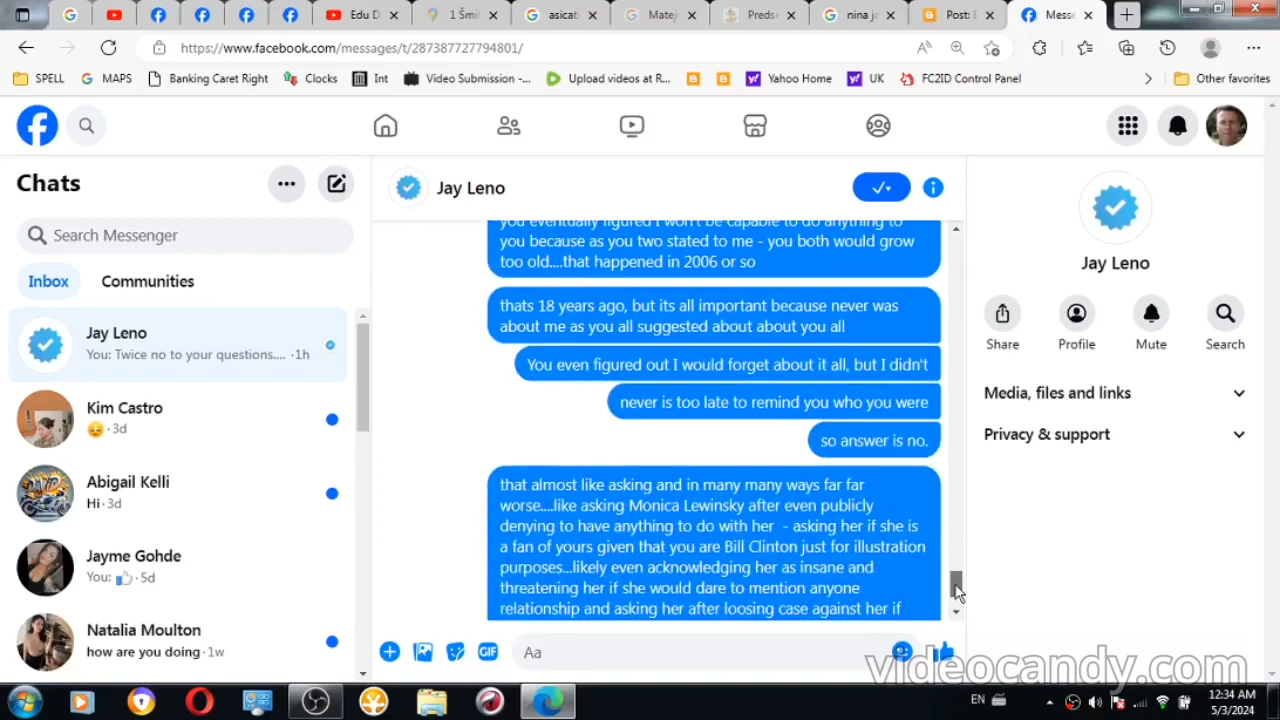 Edu D
1 Šmi
asicati
Matej
Preds
nina ja
Post: E
Messe
https://www.facebook.com/messages/t/287387727794801/
SPELL
MAPS
Banking Caret Right
Clocks
Int
Video Submission -...
Upload videos at R...
Yahoo Home
UK
FC2ID Control Panel
Other favorites
Chats
Search Messenger
Inbox
Communities
Jay Leno
You: Twice no to your questions.... · 1h
Kim Castro
· 3d
Abigail Kelli
Hi · 3d
Jayme Gohde
You: · 5d
Natalia Moulton
how are you doing · 1w
Jay Leno
you eventually figured I won't be capable to do anything to
you because as you two stated to me - you both would grow
too old....that happened in 2006 or so
thats 18 years ago, but its all important because never was
about me as you all suggested about about you all
You even figured out I would forget about it all, but I didn't
never is too late to remind you who you were
so answer is no.
that almost like asking and in many many ways far far
worse....like asking Monica Lewinsky after even publicly
denying to have anything to do with her - asking her if she is
a fan of yours given that you are Bill Clinton just for illustration
purposes...likely even acknowledging her as insane and
threatening her if she would dare to mention anyone
relationship and asking her after loosing case against her if
GIF
Aa
Jay Leno
Share
Profile
Mute
Search
Media, files and links
Privacy & support
videocandy.com
EN
12:34 AM
5/3/2024